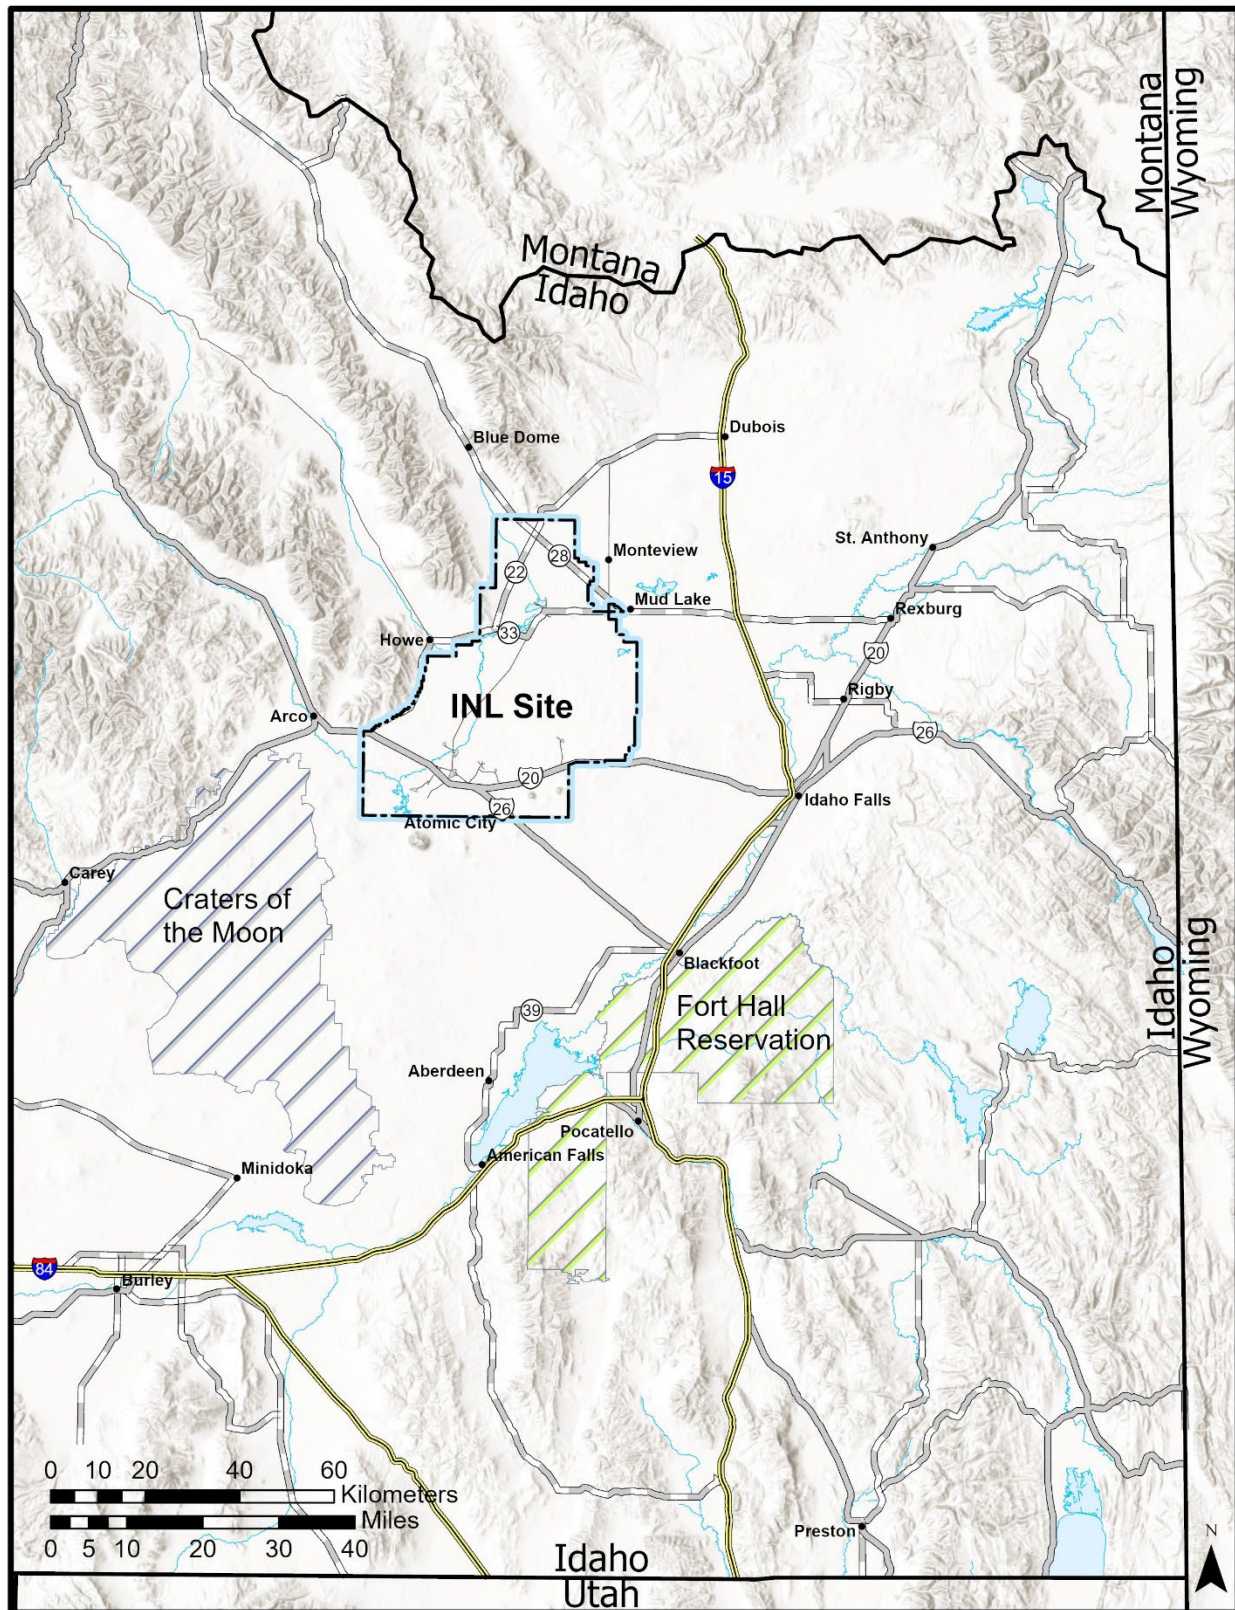 Montana
Wyoming
Montana
Idaho
Dubois
Blue Dome
15
St. Anthony
Monteview
28
22
Mud Lake
Rexburg
Howe
33
20
Rigby
Arco
INL Site
26
20
Idaho Falls
26
Atomic City
Carey
Craters of
the Moon
Idaho
Wyoming
Blackfoot
Fort Hall
Reservation
39
Aberdeen
Pocatello
American Falls
Minidoka
84
Burley
0 10 20 40 60
Kilometers
Miles
0 5 10 20 30 40
Preston
N
Idaho
Utah